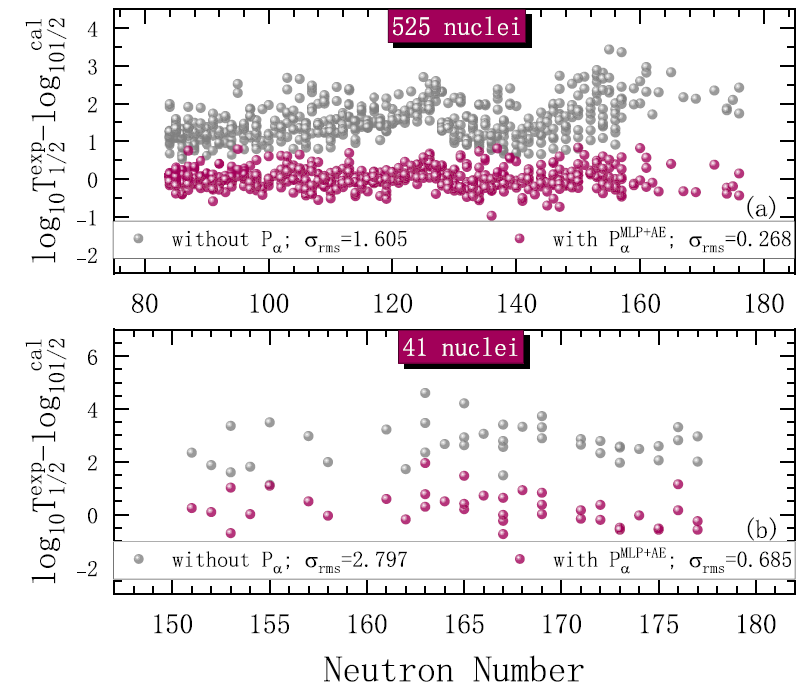 525 nuclei
log₁₀T₁/₂ᵉˣᵖ-log₁₀₁/₂ᶜᵃˡ
4
3
2
1
0
-1
-2
(a)
without Pα; σrms=1.605
with PαMLP+AE; σrms=0.268
80 100 120 140 160 180
41 nuclei
log₁₀T₁/₂ᵉˣᵖ-log₁₀₁/₂ᶜᵃˡ
6
4
2
0
-2
(b)
without Pα; σrms=2.797
with PαMLP+AE; σrms=0.685
150 155 160 165 170 175 180
Neutron Number